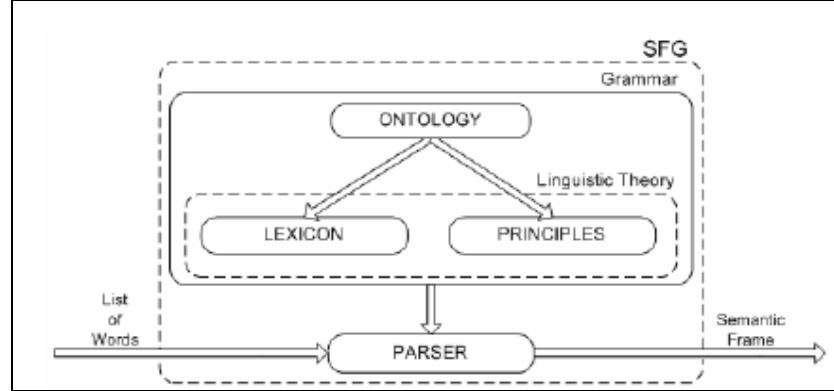 SFG
Grammar
ONTOLOGY
Linguistic Theory
LEXICON
PRINCIPLES
List
of
Words
PARSER
Semantic
Frame